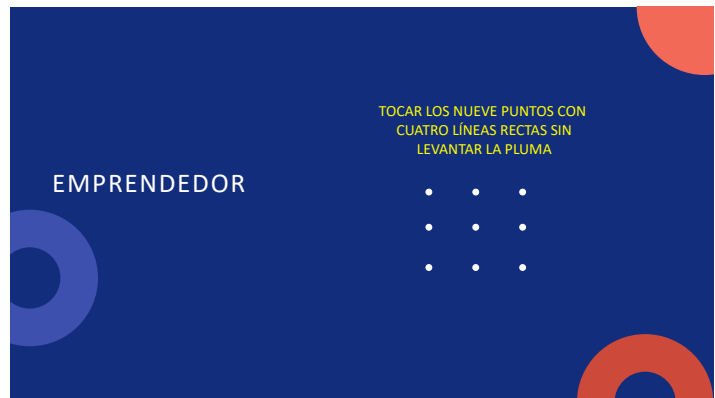 EMPRENDEDOR
TOCAR LOS NUEVE PUNTOS CON
CUATRO LÍNEAS RECTAS SIN
LEVANTAR LA PLUMA